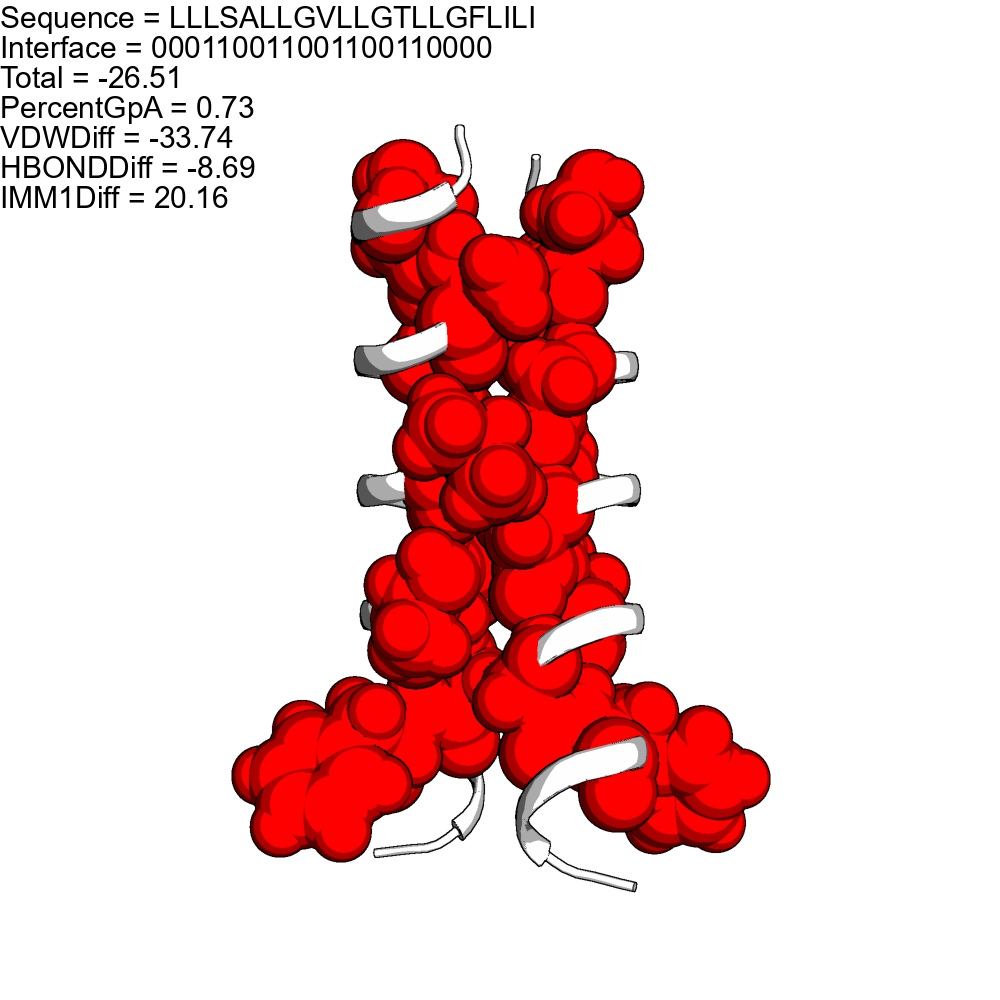 Sequence = LLLSALLGVLLGTLLGFLILI
Interface = 000110011001100110000
Total = -26.51
PercentGpA = 0.73
VDWDiff = -33.74
HBONDDiff = -8.69
IMM1Diff = 20.16